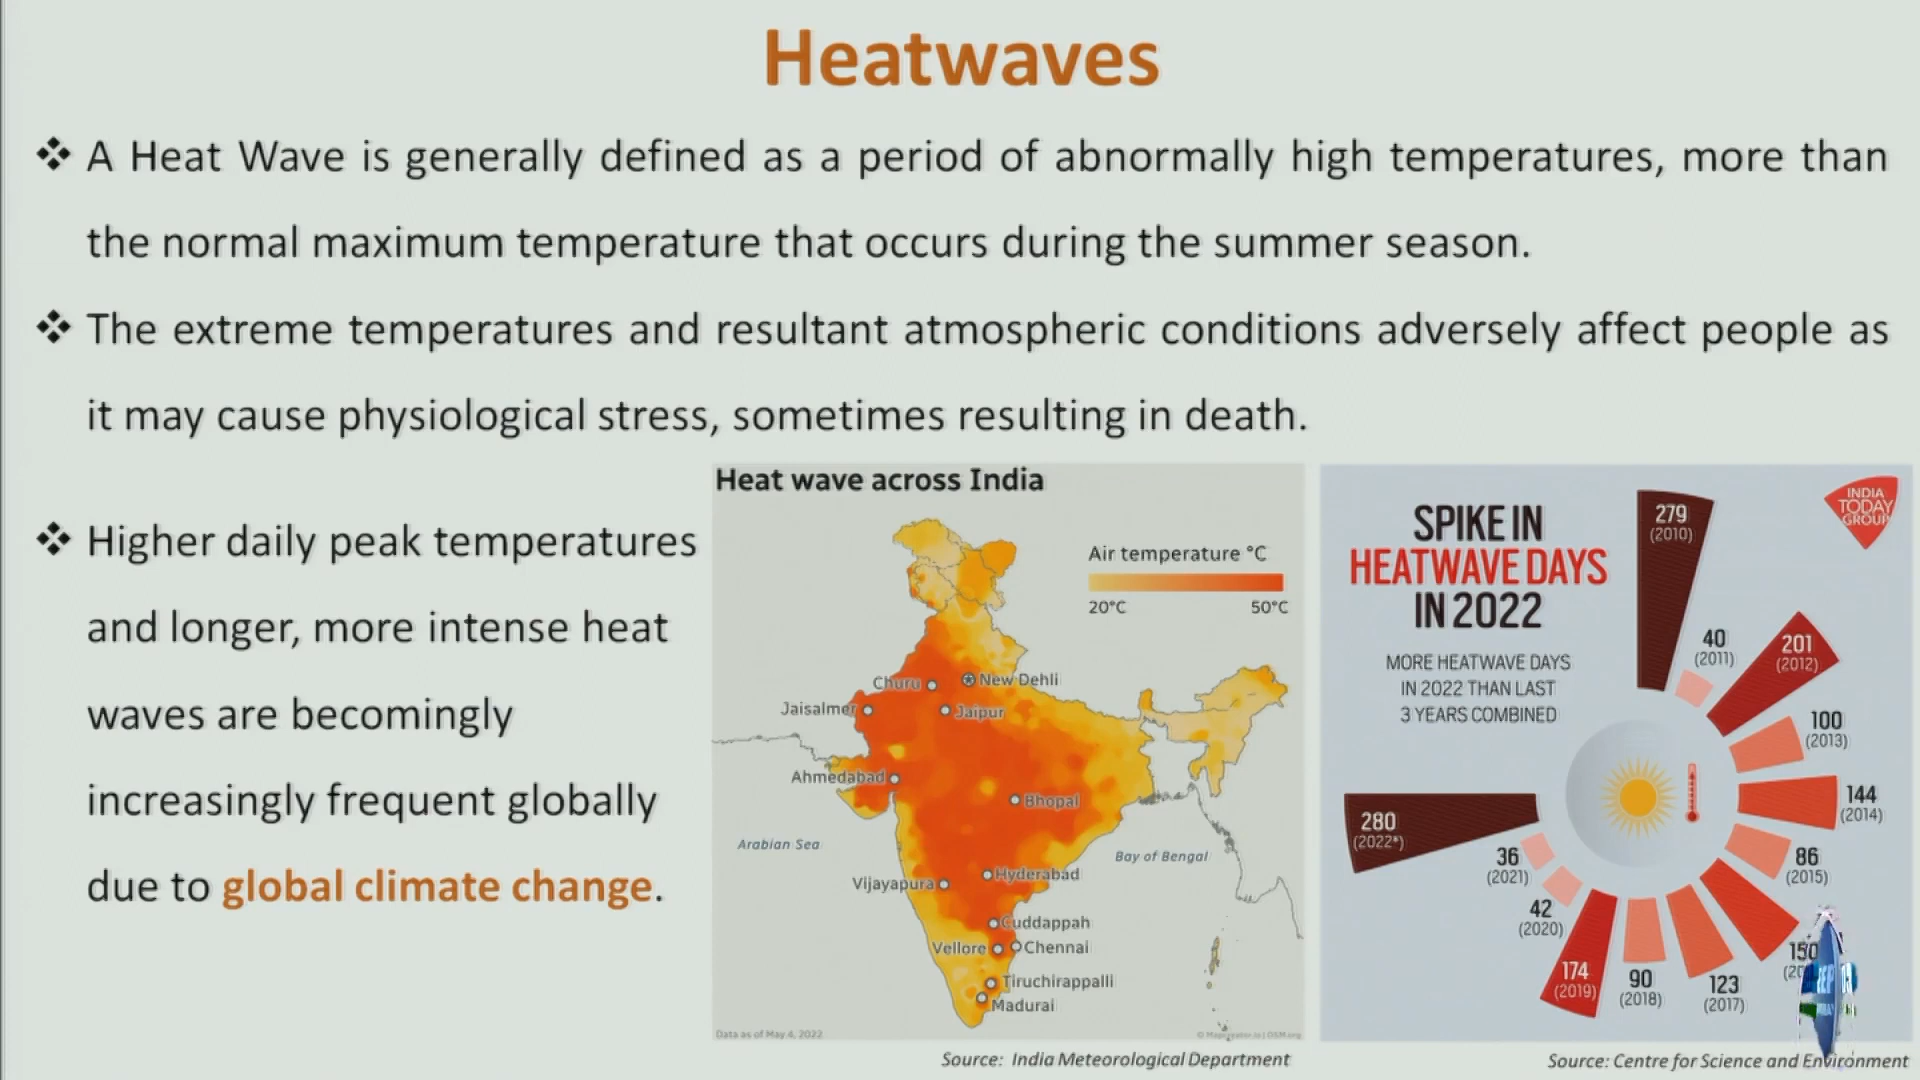 Heatwaves
❖ A Heat Wave is generally defined as a period of abnormally high temperatures, more than
the normal maximum temperature that occurs during the summer season.
❖ The extreme temperatures and resultant atmospheric conditions adversely affect people as
it may cause physiological stress, sometimes resulting in death.
❖ Higher daily peak temperatures
and longer, more intense heat
waves are becomingly
increasingly frequent globally
due to global climate change.
Heat wave across India
Air temperature °C
20°C 50°C
Churu
New Dehli
Jaisalmer
Jaipur
Ahmedabad
Bhopal
Arabian Sea
Bay of Bengal
Vijayapura
Hyderabad
Cuddappah
Vellore
Chennai
Tiruchirappalli
Madurai
Data as of May 4, 2022
Source: India Meteorological Department
SPIKE IN
HEATWAVE DAYS
IN 2022
MORE HEATWAVE DAYS
IN 2022 THAN LAST
3 YEARS COMBINED
INDIA
TODAY
GROUP
279
(2010)
40
(2011)
201
(2012)
100
(2013)
144
(2014)
86
(2015)
150
123
(2017)
90
(2018)
174
(2019)
42
(2020)
36
(2021)
280
(2022*)
Source: Centre for Science and Environment